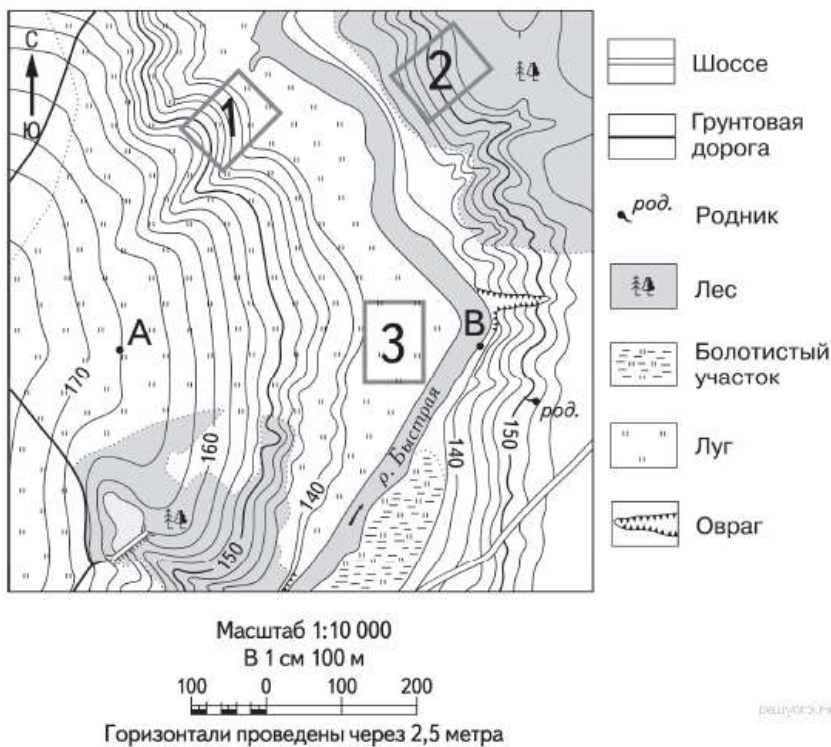 С
Ю
1
2
3
А
В
170
160
150
140
140
150
р. Быстрая
род.
Шоссе
Грунтовая
дорога
род.
Родник
Лес
Болотистый
участок
Луг
Овраг
Масштаб 1:10 000
В 1 см 100 м
100 0 100 200
Горизонтали проведены через 2,5 метра